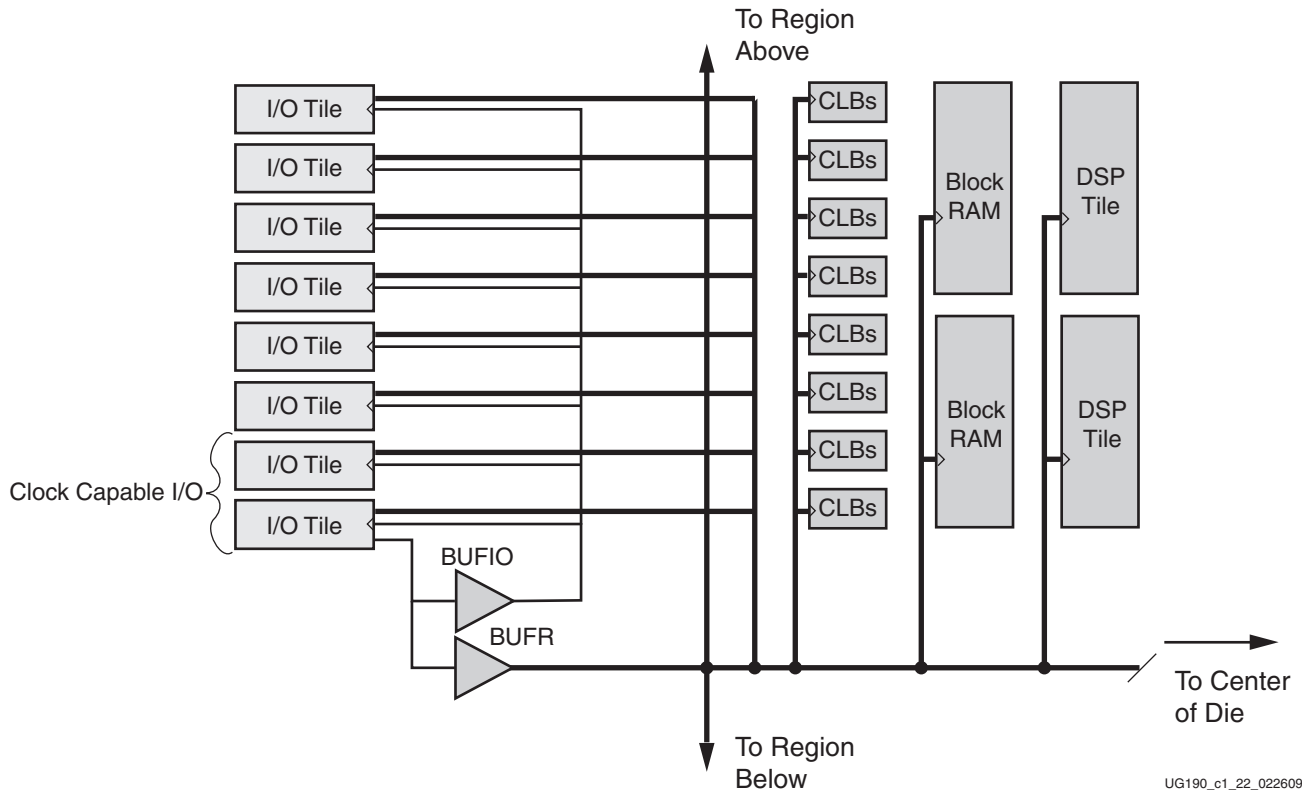 To Region
Above
I/O Tile
I/O Tile
I/O Tile
I/O Tile
I/O Tile
I/O Tile
I/O Tile
I/O Tile
Clock Capable I/O
BUFIO
BUFR
CLBs
CLBs
CLBs
CLBs
CLBs
CLBs
CLBs
CLBs
Block
RAM
DSP
Tile
Block
RAM
DSP
Tile
To Center
of Die
To Region
Below
UG190_c1_22_022609